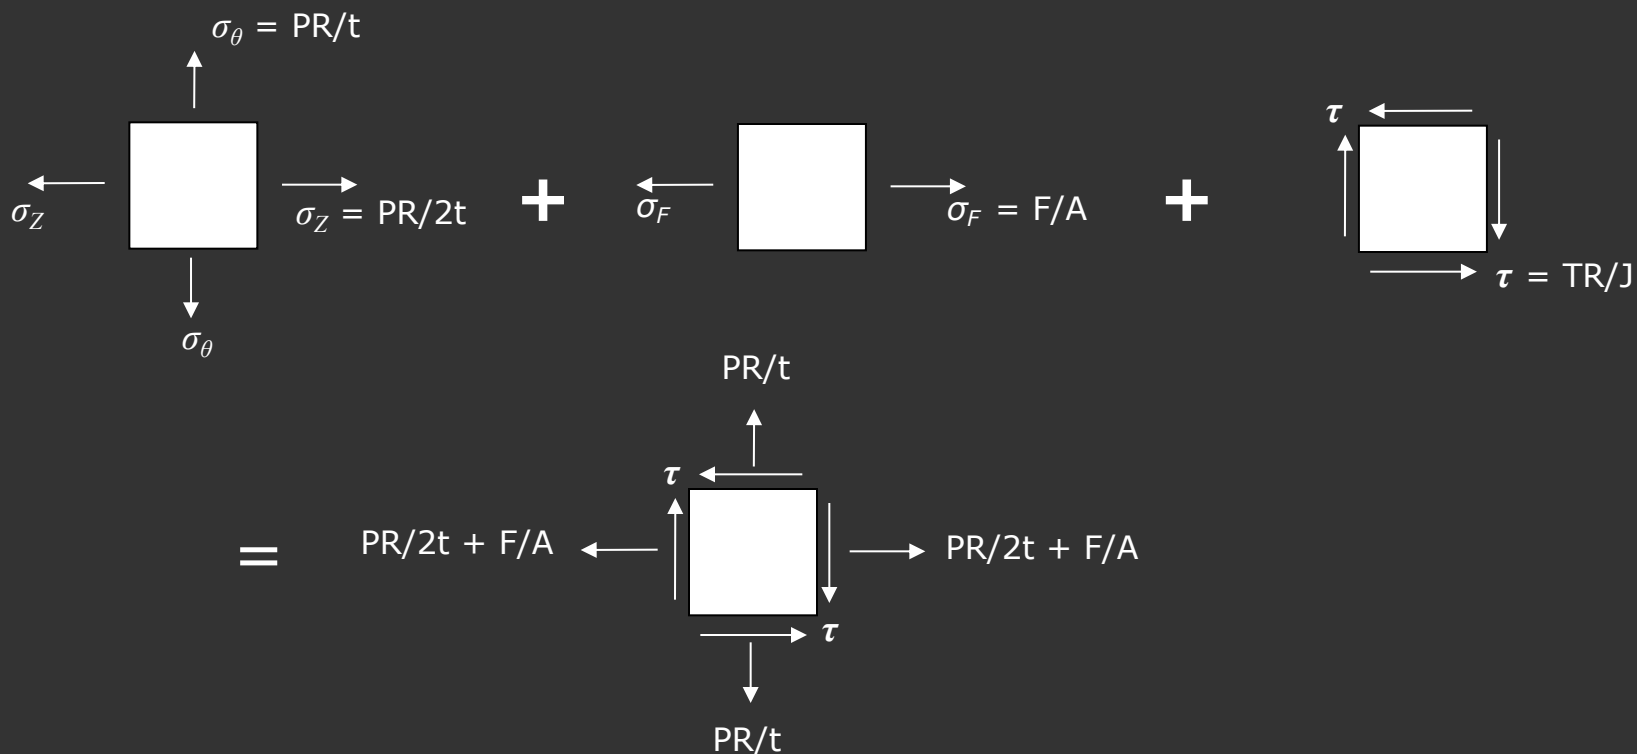 σθ = PR/t
σZ
σZ = PR/2t
σθ
+
σF
σF = F/A
+
τ
τ = TR/J
=
PR/t
τ
PR/2t + F/A
PR/2t + F/A
τ
PR/t